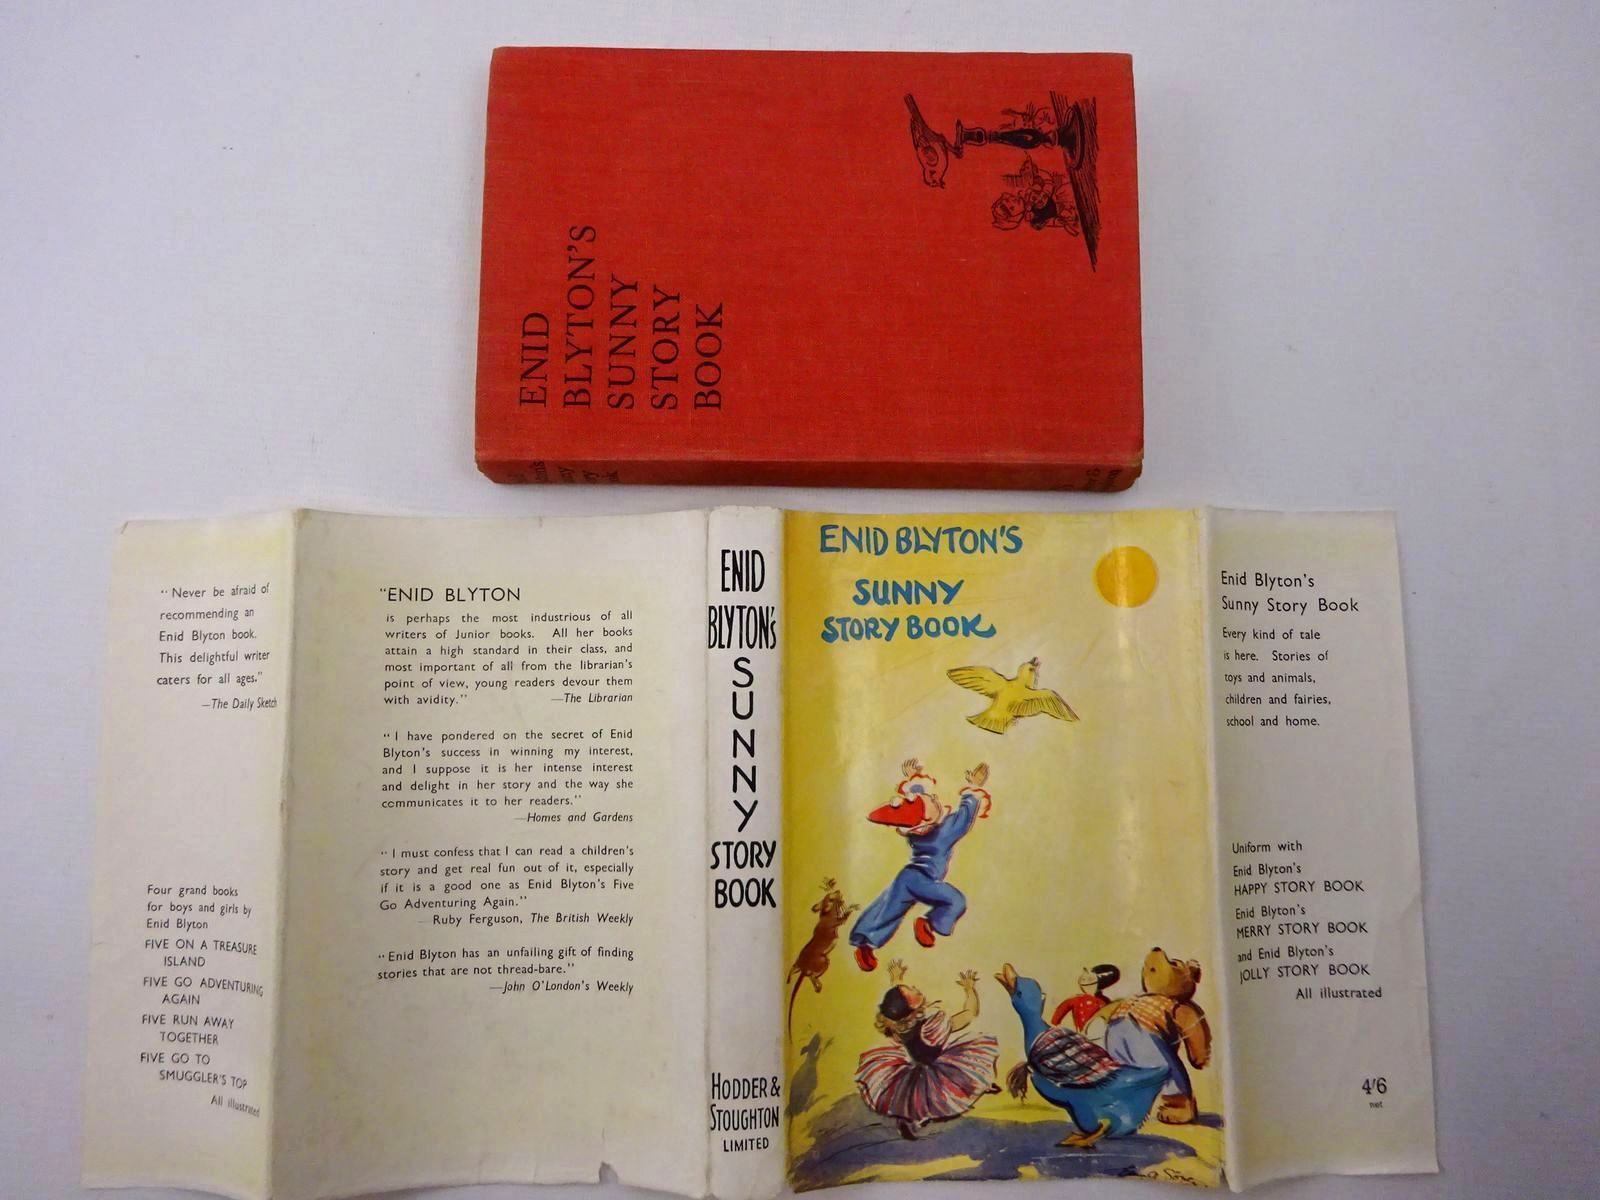 ENID
BLYTON'S
SUNNY
STORY
BOOK
"Never be afraid of
recommending an
Enid Blyton book.
This delightful writer
caters for all ages."
—The Daily Sketch
Four grand books
for boys and girls by
Enid Blyton
FIVE ON A TREASURE
ISLAND
FIVE GO ADVENTURING
AGAIN
FIVE RUN AWAY
TOGETHER
FIVE GO TO
SMUGGLER'S TOP
All illustrated
"ENID BLYTON
is perhaps the most industrious of all
writers of Junior books. All her books
attain a high standard in their class, and
most important of all from the librarian's
point of view, young readers devour them
with avidity." —The Librarian
"I have pondered on the secret of Enid
Blyton's success in winning my interest,
and I suppose it is her intense interest
and delight in her story and the way she
communicates it to her readers."
—Homes and Gardens
"I must confess that I can read a children's
story and get real fun out of it, especially
if it is a good one as Enid Blyton's Five
Go Adventuring Again."
—Ruby Ferguson, The British Weekly
"Enid Blyton has an unfailing gift of finding
stories that are not thread-bare."
—John O'London's Weekly
ENID
BLYTON'S
SUNNY
STORY
BOOK
HODDER &
STOUGHTON
LIMITED
ENID BLYTON'S
SUNNY
STORY BOOK
Enid Blyton's
Sunny Story Book
Every kind of tale
is here. Stories of
toys and animals,
children and fairies,
school and home.
Uniform with
Enid Blyton's
HAPPY STORY BOOK
Enid Blyton's
MERRY STORY BOOK
and Enid Blyton's
JOLLY STORY BOOK
All illustrated
4/6
net